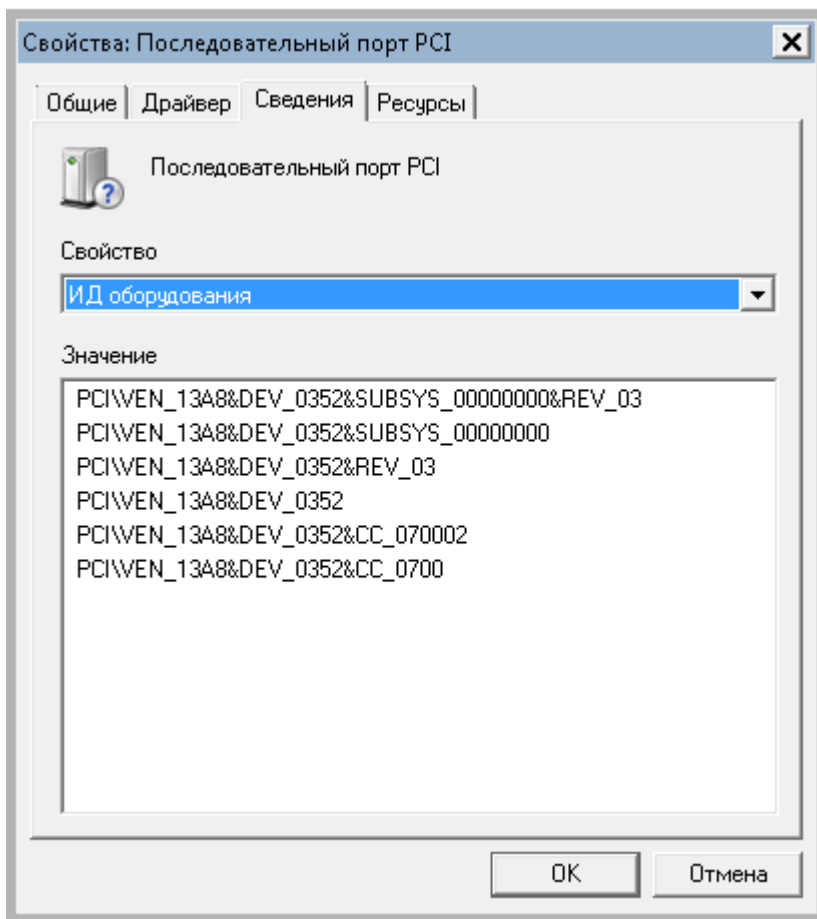 Свойства: Последовательный порт PCI
Общие Драйвер Сведения Ресурсы
Последовательный порт PCI
Свойство
ИД оборудования
Значение
PCI\VEN_13A8&DEV_0352&SUBSYS_00000000&REV_03
PCI\VEN_13A8&DEV_0352&SUBSYS_00000000
PCI\VEN_13A8&DEV_0352&REV_03
PCI\VEN_13A8&DEV_0352
PCI\VEN_13A8&DEV_0352&CC_070002
PCI\VEN_13A8&DEV_0352&CC_0700
OK Отмена